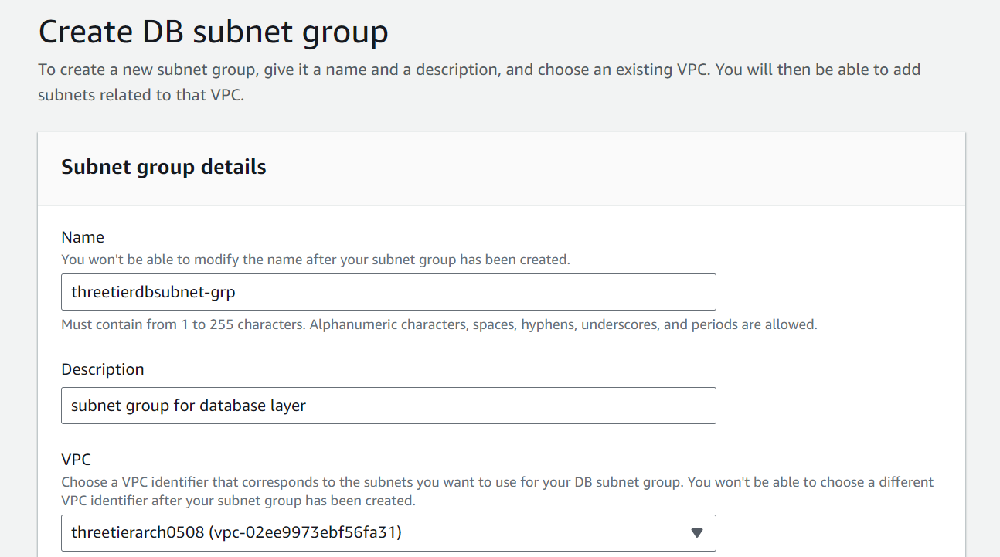 Create DB subnet group
To create a new subnet group, give it a name and a description, and choose an existing VPC. You will then be able to add
subnets related to that VPC.
Subnet group details
Name
You won't be able to modify the name after your subnet group has been created.
threetierdbsubnet-grp
Must contain from 1 to 255 characters. Alphanumeric characters, spaces, hyphens, underscores, and periods are allowed.
Description
subnet group for database layer
VPC
Choose a VPC identifier that corresponds to the subnets you want to use for your DB subnet group. You won't be able to choose a different
VPC identifier after your subnet group has been created.
threetierarch0508 (vpc-02ee9973ebf56fa31)